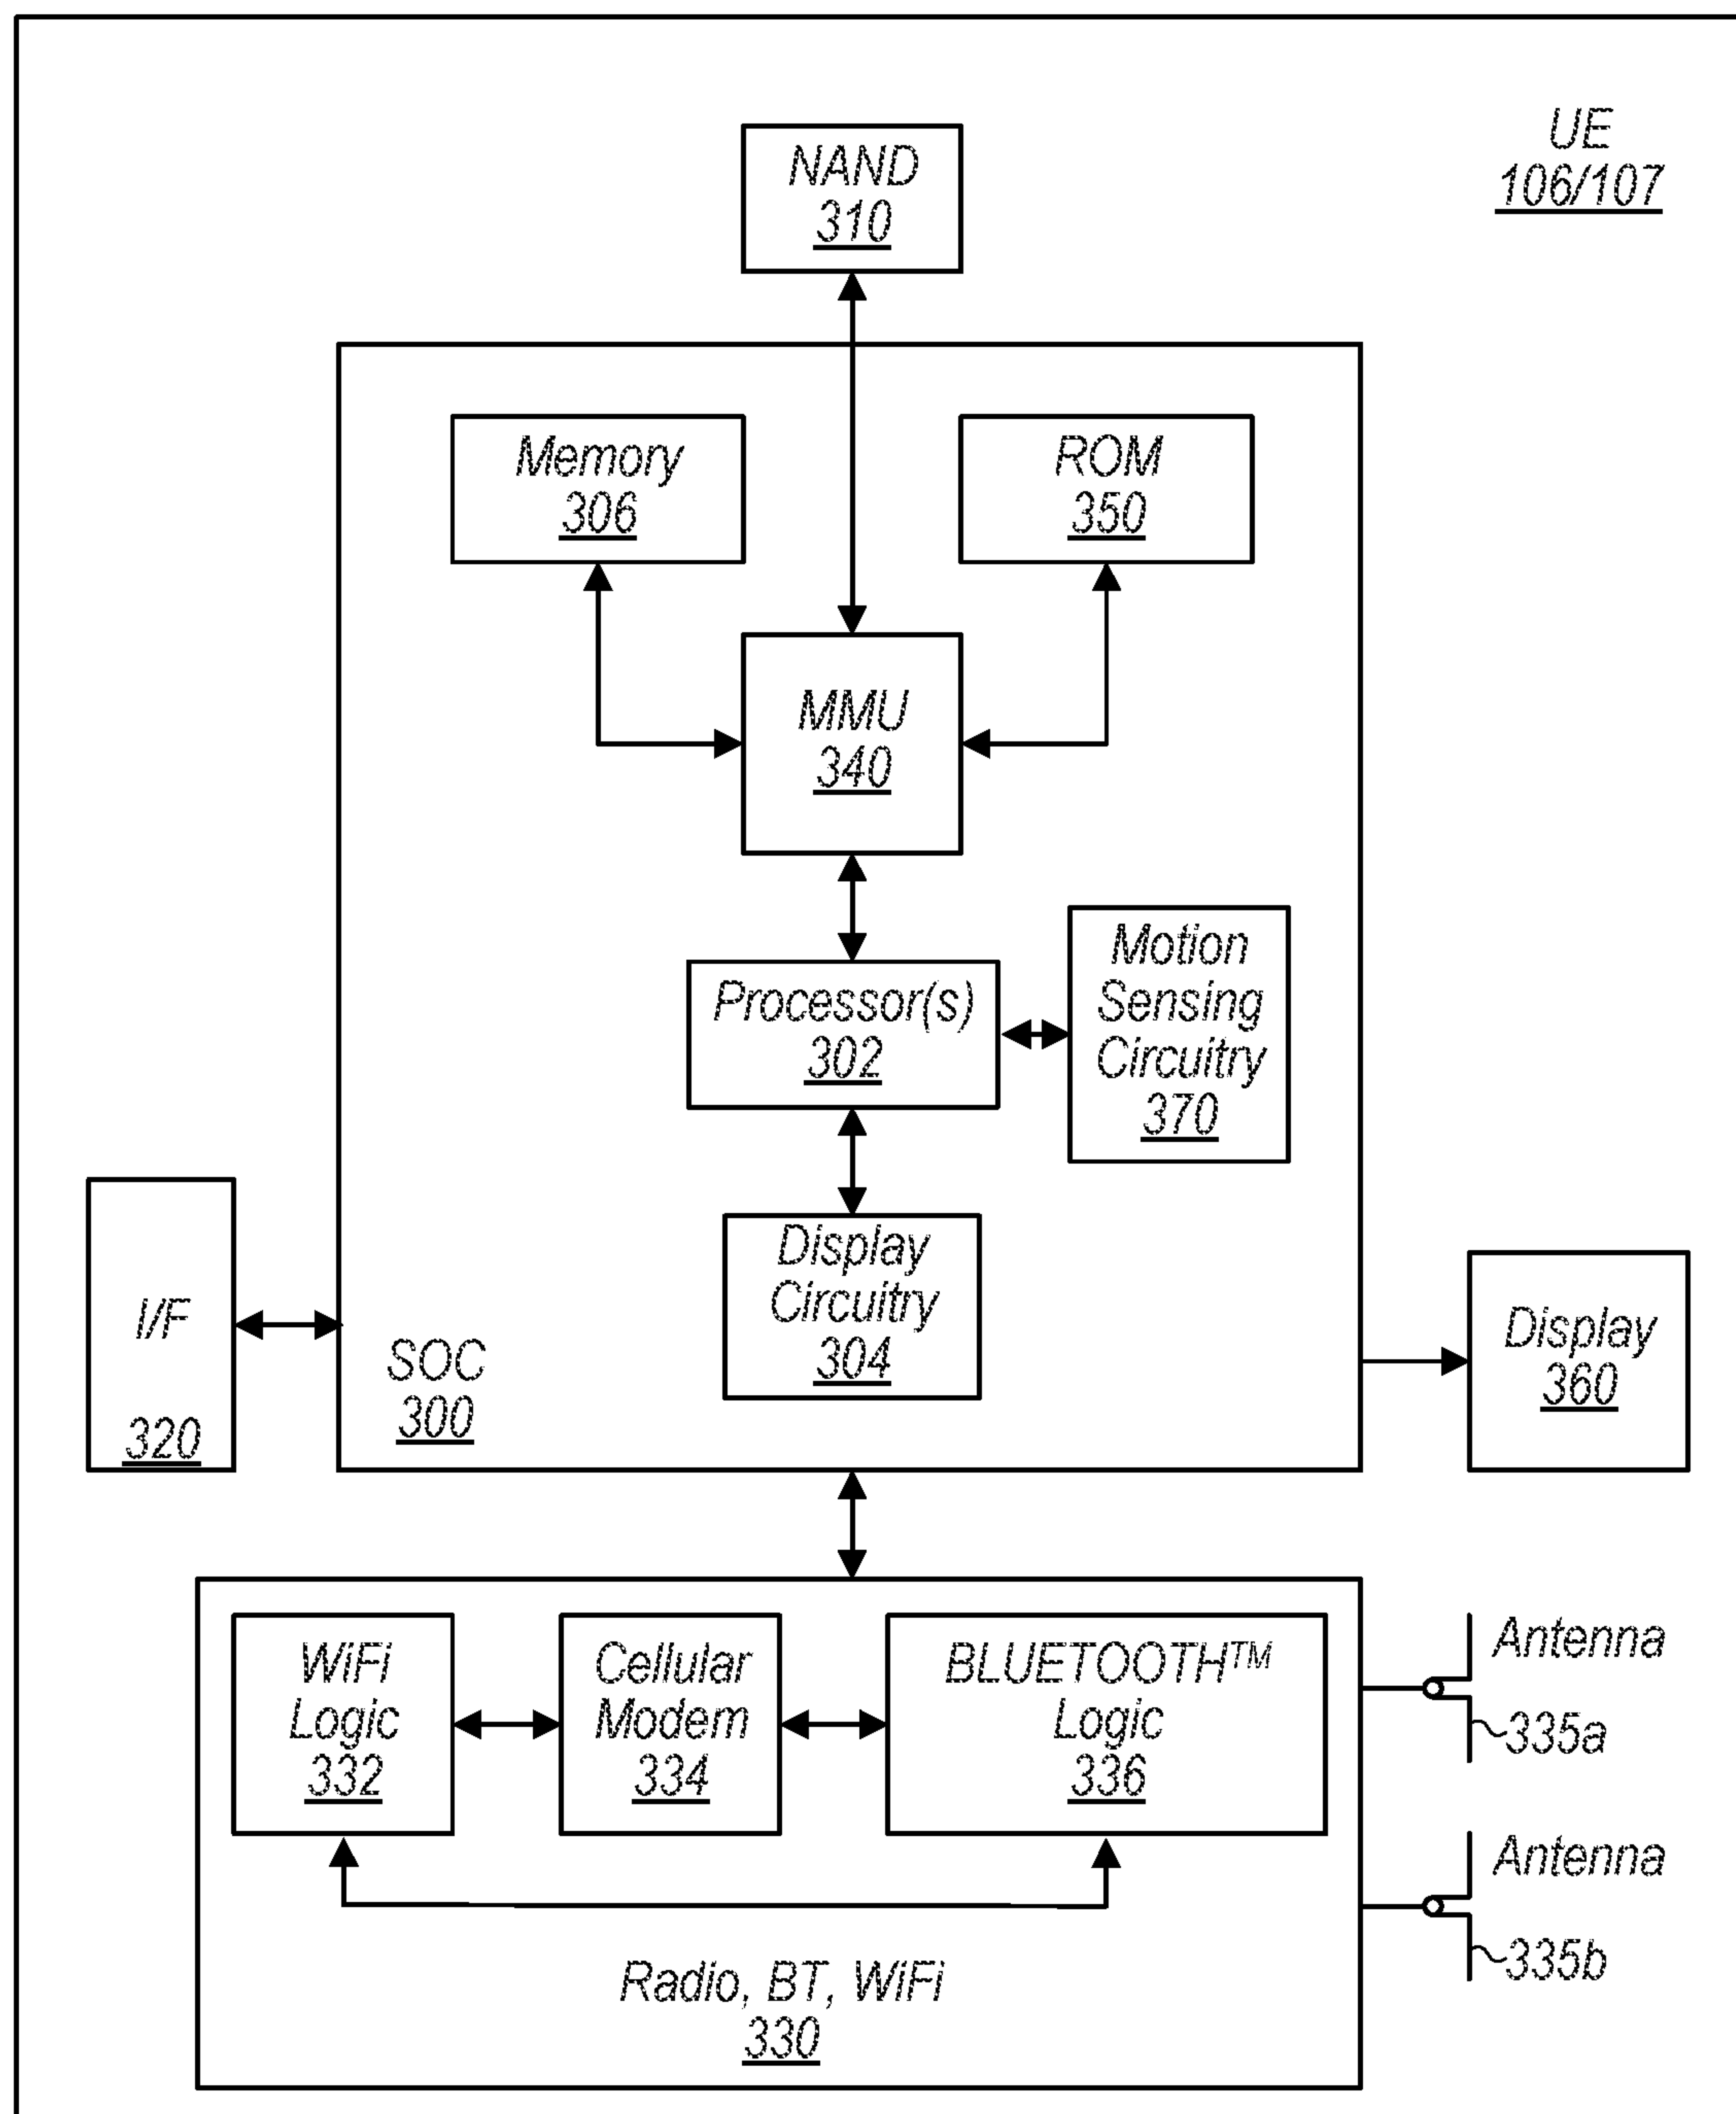 UE
106/107
NAND
310
Memory
306
ROM
350
MMU
340
Processor(s)
302
Motion
Sensing
Circuitry
370
Display
Circuitry
304
I/F
320
SOC
300
Display
360
WiFi
Logic
332
Cellular
Modem
334
BLUETOOTH™
Logic
336
Antenna
335a
Antenna
335b
Radio, BT, WiFi
330